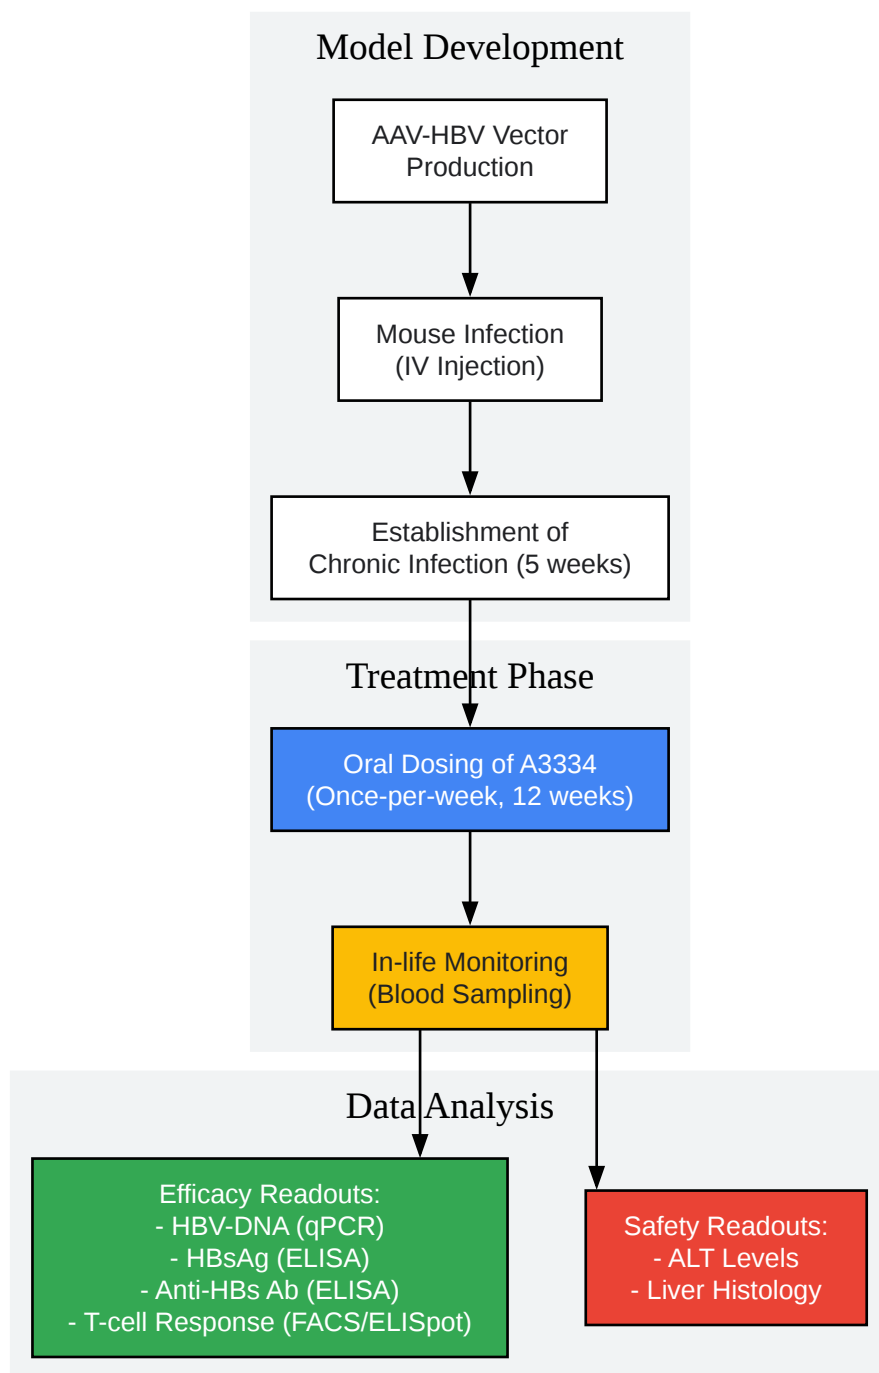 Model Development
AAV-HBV Vector
Production
Mouse Infection
(IV Injection)
Establishment of
Chronic Infection (5 weeks)
Treatment Phase
Oral Dosing of A3334
(Once-per-week, 12 weeks)
In-life Monitoring
(Blood Sampling)
Data Analysis
Efficacy Readouts:
- HBV-DNA (qPCR)
- HBsAg (ELISA)
- Anti-HBs Ab (ELISA)
- T-cell Response (FACS/ELISpot)
Safety Readouts:
- ALT Levels
- Liver Histology